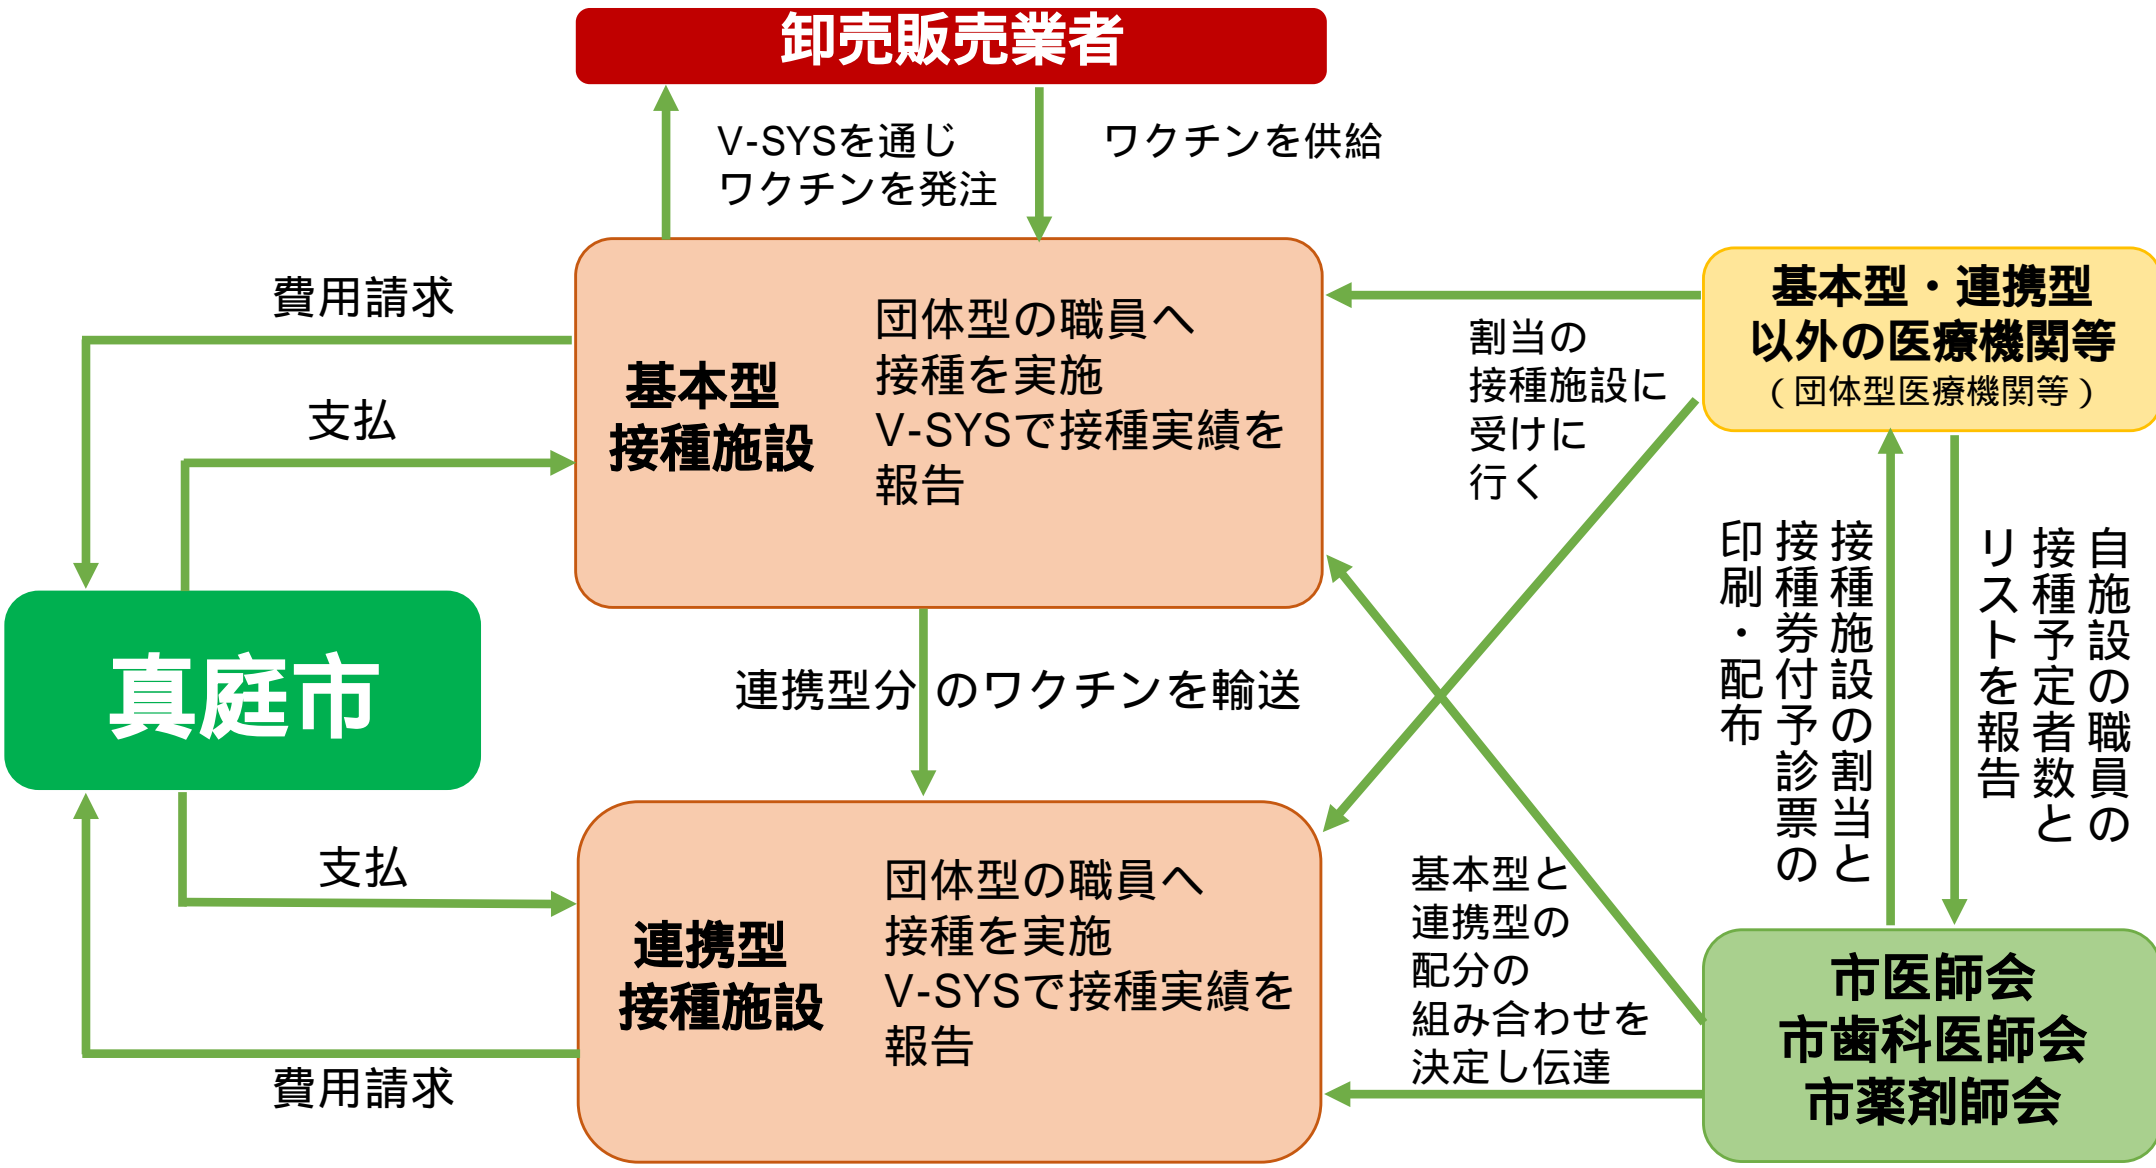 卸売販売業者
V-SYSを通じ
ワクチンを発注
ワクチンを供給
費用請求
支払
基本型
接種施設
団体型の職員へ
接種を実施
V-SYSで接種実績を
報告
基本型・連携型
以外の医療機関等
（団体型医療機関等）
割当の
接種施設に
受けに
行く
真庭市
連携型分 のワクチンを輸送
接種施設の割当と
接種券付予診票の
印刷・配布
自施設の職員の
接種予定者数と
リストを報告
支払
費用請求
連携型
接種施設
団体型の職員へ
接種を実施
V-SYSで接種実績を
報告
基本型と
連携型の
配分の
組み合わせを
決定し伝達
市医師会
市歯科医師会
市薬剤師会